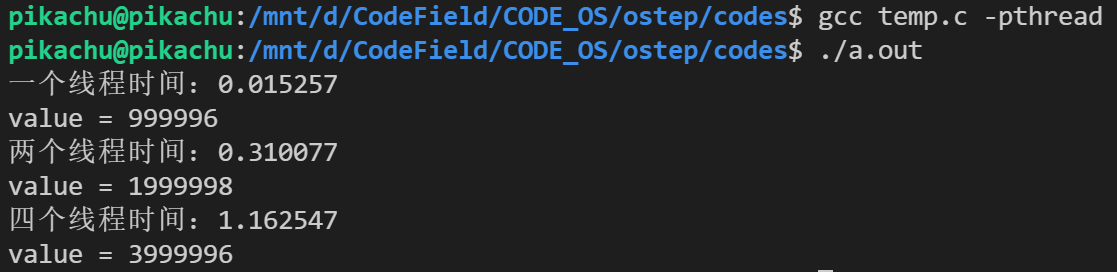 pikachu@pikachu:/mnt/d/CodeField/CODE_OS/ostep/codes$ gcc temp.c -pthread
pikachu@pikachu:/mnt/d/CodeField/CODE_OS/ostep/codes$ ./a.out
一个线程时间：0.015257
value = 999996
两个线程时间：0.310077
value = 1999998
四个线程时间：1.162547
value = 3999996